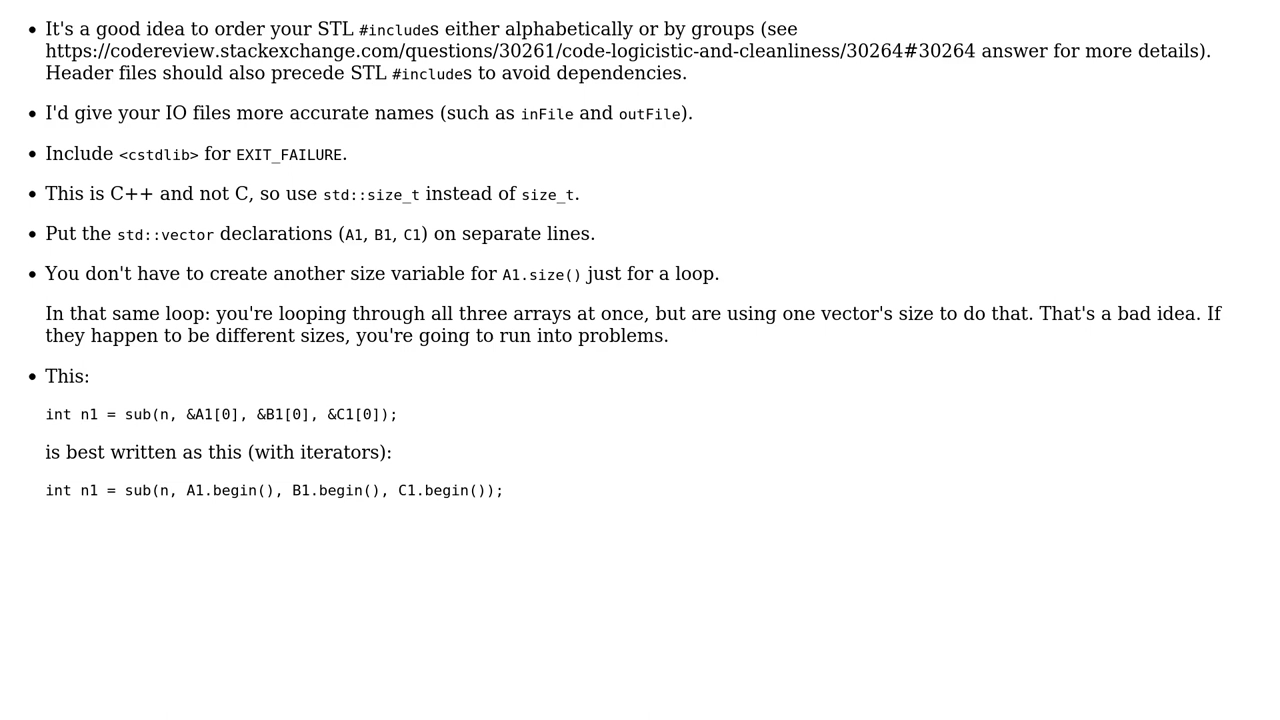 It's a good idea to order your STL #includes either alphabetically or by groups (see
https://codereview.stackexchange.com/questions/30261/code-logicistic-and-cleanliness/30264#30264 answer for more details).
Header files should also precede STL #includes to avoid dependencies.
I'd give your IO files more accurate names (such as inFile and outFile).
Include <cstdlib> for EXIT_FAILURE.
This is C++ and not C, so use std::size_t instead of size_t.
Put the std::vector declarations (A1, B1, C1) on separate lines.
You don't have to create another size variable for A1.size() just for a loop.
In that same loop: you're looping through all three arrays at once, but are using one vector's size to do that. That's a bad idea. If
they happen to be different sizes, you're going to run into problems.
This:
int n1 = sub(n, &A1[0], &B1[0], &C1[0]);
is best written as this (with iterators):
int n1 = sub(n, A1.begin(), B1.begin(), C1.begin());